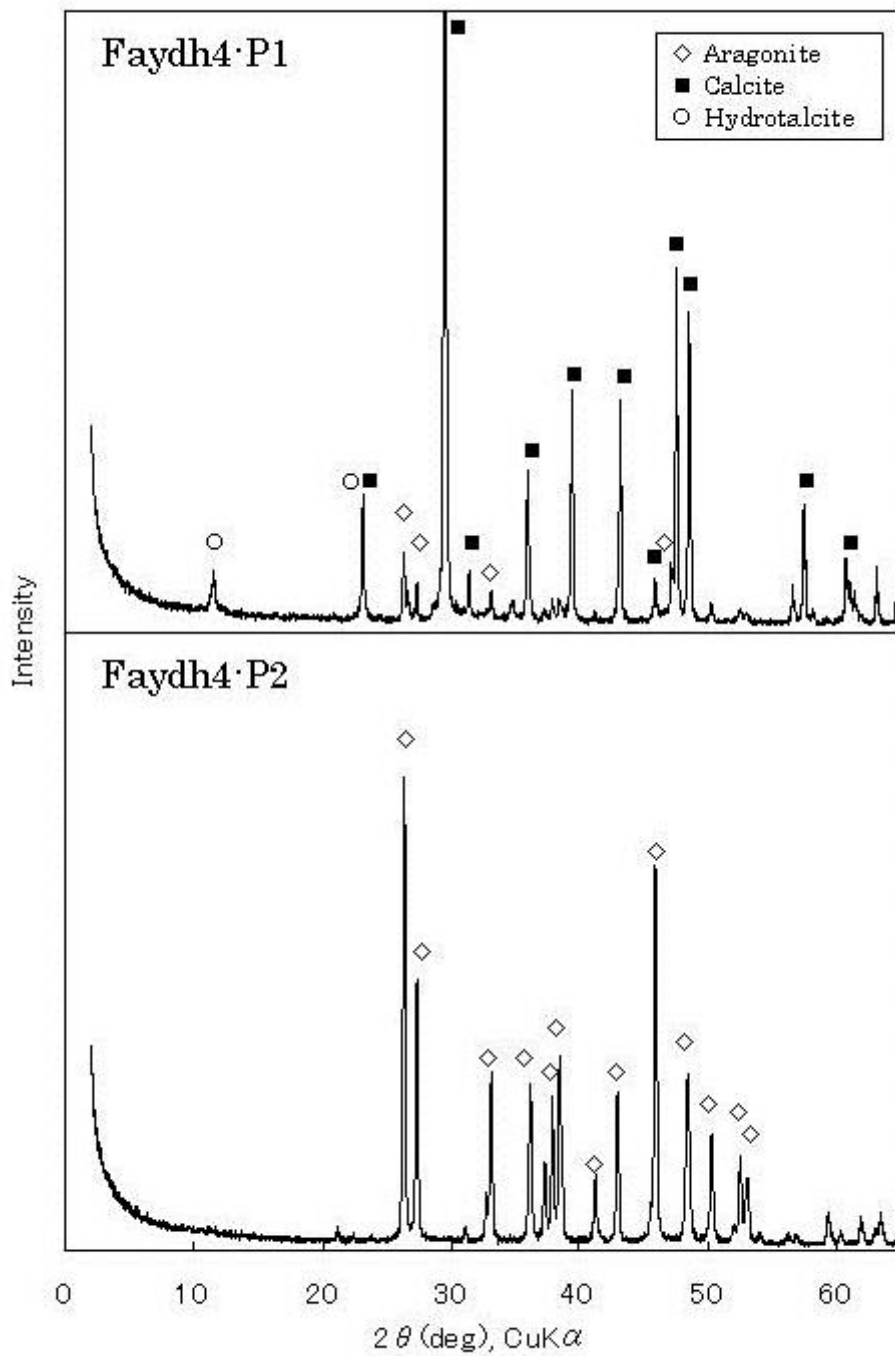 Faydh4·P1
Aragonite
Calcite
Hydrotalcite
Intensity
Faydh4·P2
0 10 20 30 40 50 60
2θ(deg), CuKα